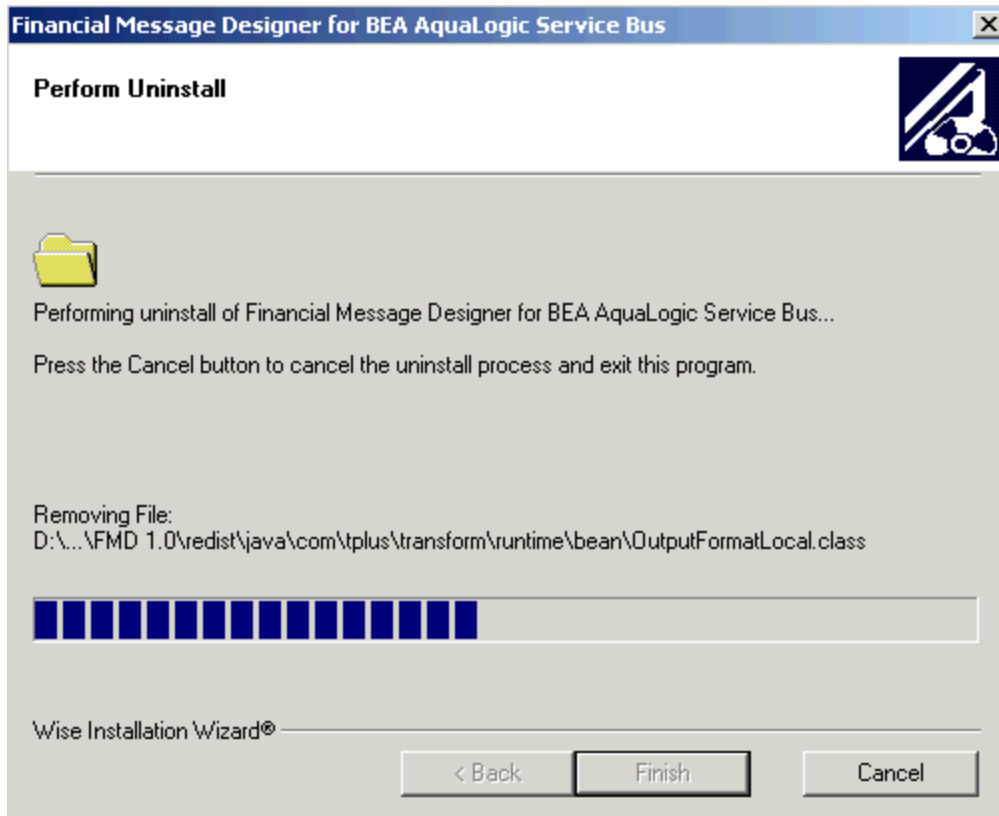 Financial Message Designer for BEA AquaLogic Service Bus
Perform Uninstall
Performing uninstall of Financial Message Designer for BEA AquaLogic Service Bus...
Press the Cancel button to cancel the uninstall process and exit this program.
Removing File:
D:\...\FMD 1.0\redist\java\com\tplus\transform\runtime\bean\OutputFormatLocal.class
Wise Installation Wizard®
< Back
Finish
Cancel